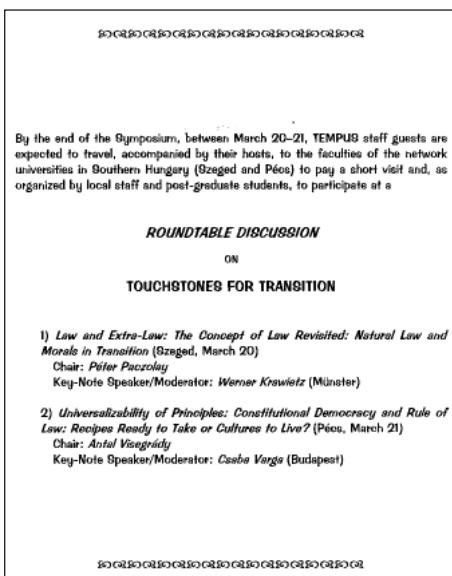 By the end of the Symposium, between March 20–21, TEMPUS staff guests are
expected to travel, accompanied by their hosts, to the faculties of the network
universities in Southern Hungary (Szeged and Pécs) to pay a short visit and, as
organized by local staff and post-graduate students, to participate at a
ROUNDTABLE DISCUSSION
ON
TOUCHSTONES FOR TRANSITION
1) Law and Extra-Law: The Concept of Law Revisited: Natural Law and
Morals in Transition (Szeged, March 20)
Chair: Péter Paczolay
Key-Note Speaker/Moderator: Werner Krawietz (Münster)
2) Universalizability of Principles: Constitutional Democracy and Rule of
Law: Recipes Ready to Take or Cultures to Live? (Pécs, March 21)
Chair: Antal Visegrády
Key-Note Speaker/Moderator: Csaba Varga (Budapest)